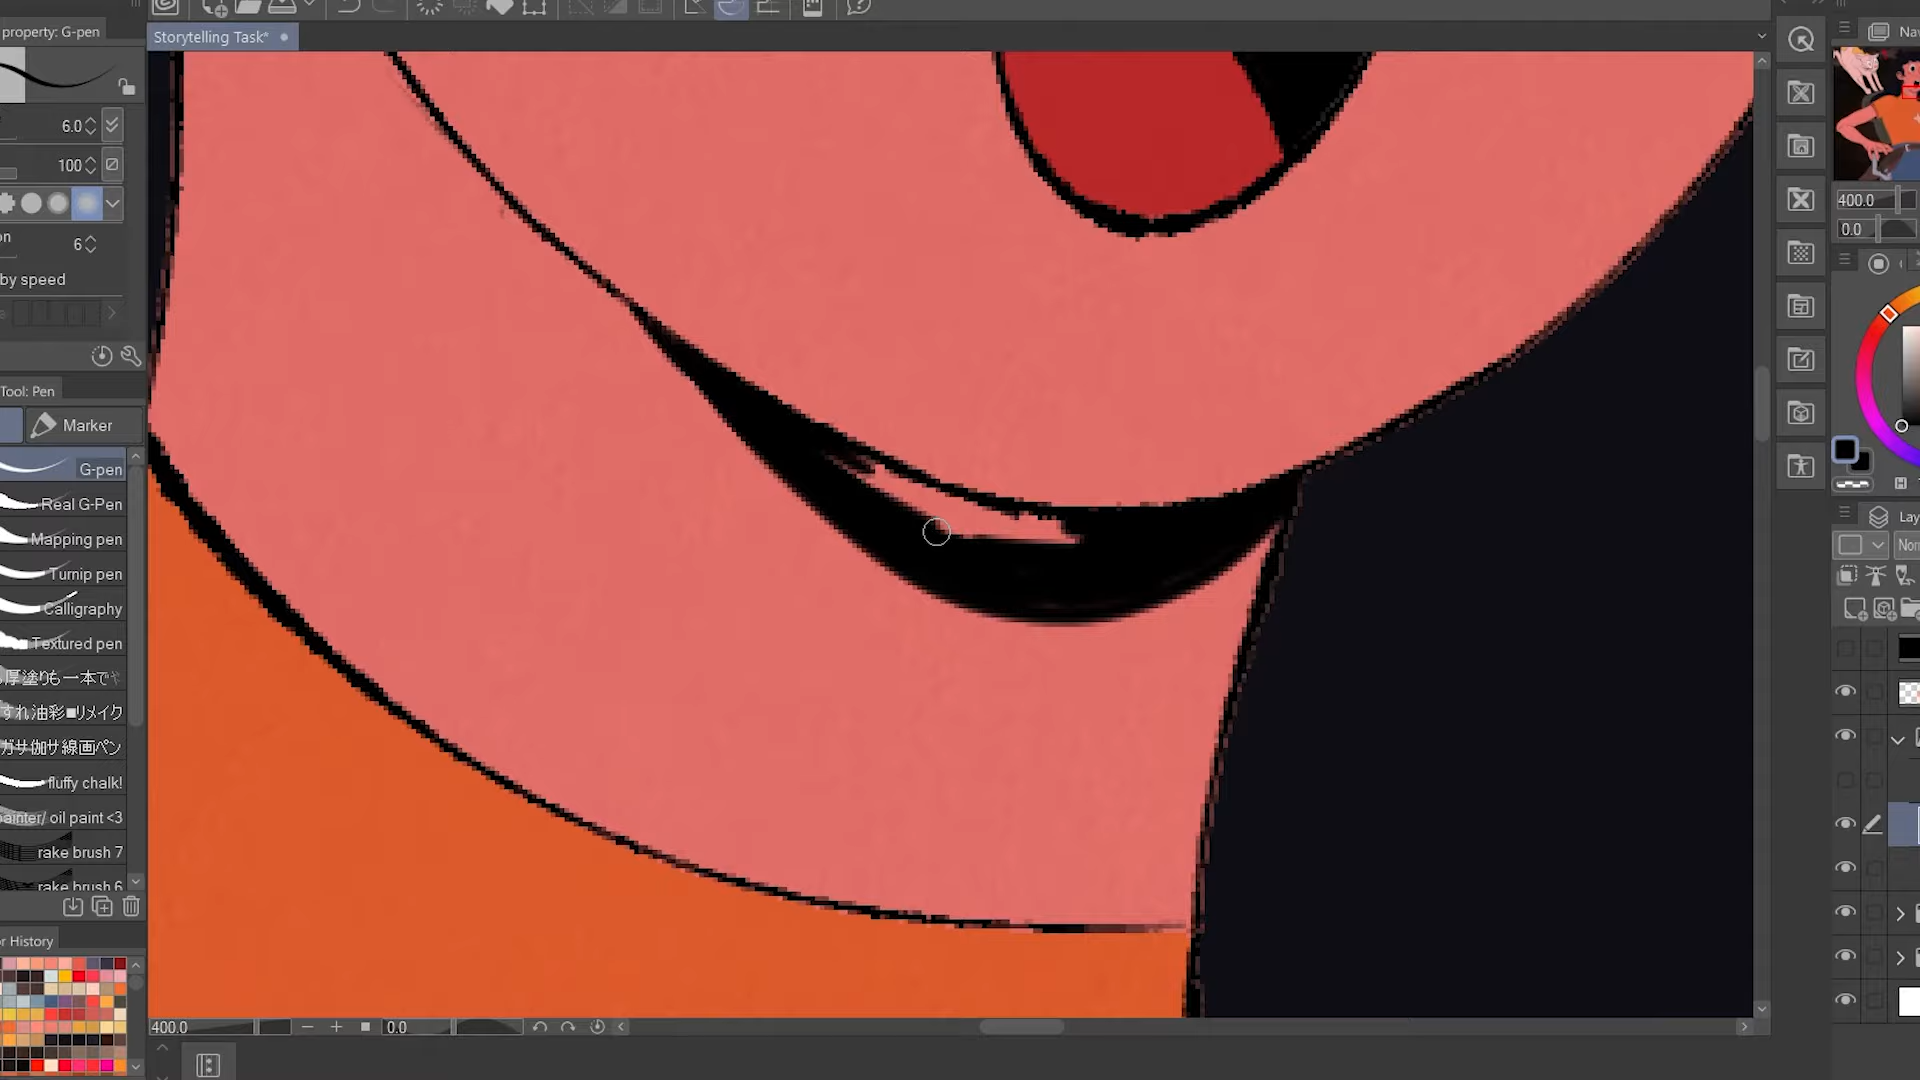 property: G-pen
Storytelling Task*
6.0
100
6
by speed
Tool: Pen
Marker
G-pen
Real G-Pen
Mapping pen
Turnip pen
Calligraphy
Textured pen
厚塗りも一本で
すれ油彩■リメイク
ガサ伽サ線画ペン
fluffy chalk!
painter/ oil paint <3
rake brush 7
rake brush 6
r History
400.0
0.0
Na
400.0
0.0
Lay
Nor